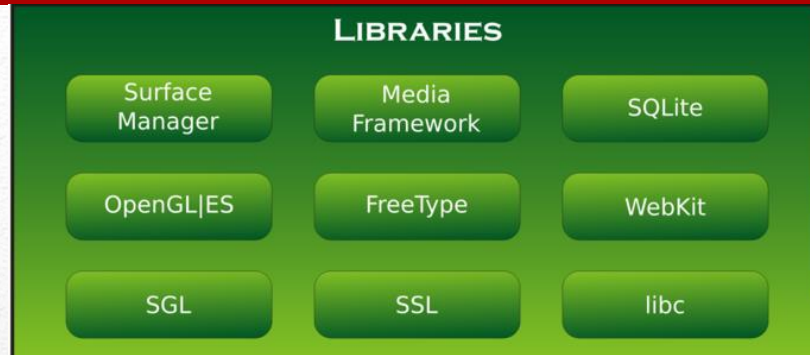 LIBRARIES
Surface
Manager
Media
Framework
SQLite
OpenGL|ES
FreeType
WebKit
SGL
SSL
libc